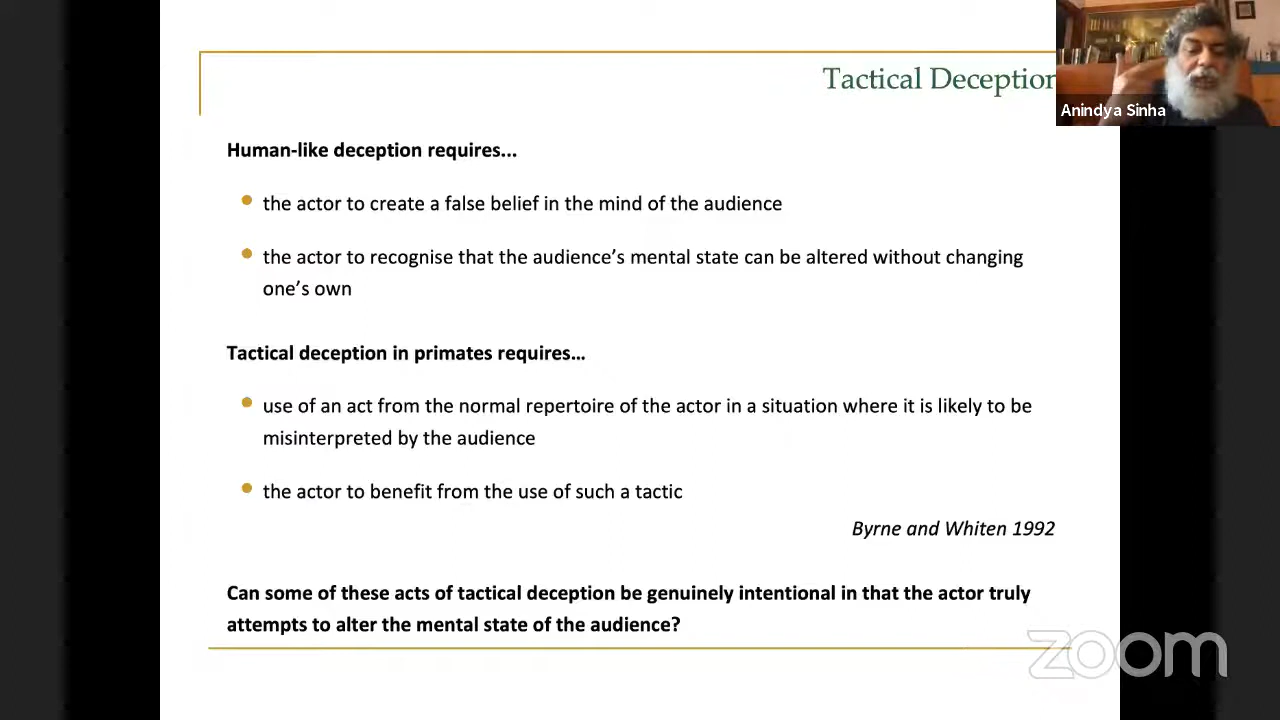 Tactical Deception
Anindya Sinha
Human-like deception requires...
the actor to create a false belief in the mind of the audience
the actor to recognise that the audience’s mental state can be altered without changing
one’s own
Tactical deception in primates requires…
use of an act from the normal repertoire of the actor in a situation where it is likely to be
misinterpreted by the audience
the actor to benefit from the use of such a tactic
Byrne and Whiten 1992
Can some of these acts of tactical deception be genuinely intentional in that the actor truly
attempts to alter the mental state of the audience?
zoom